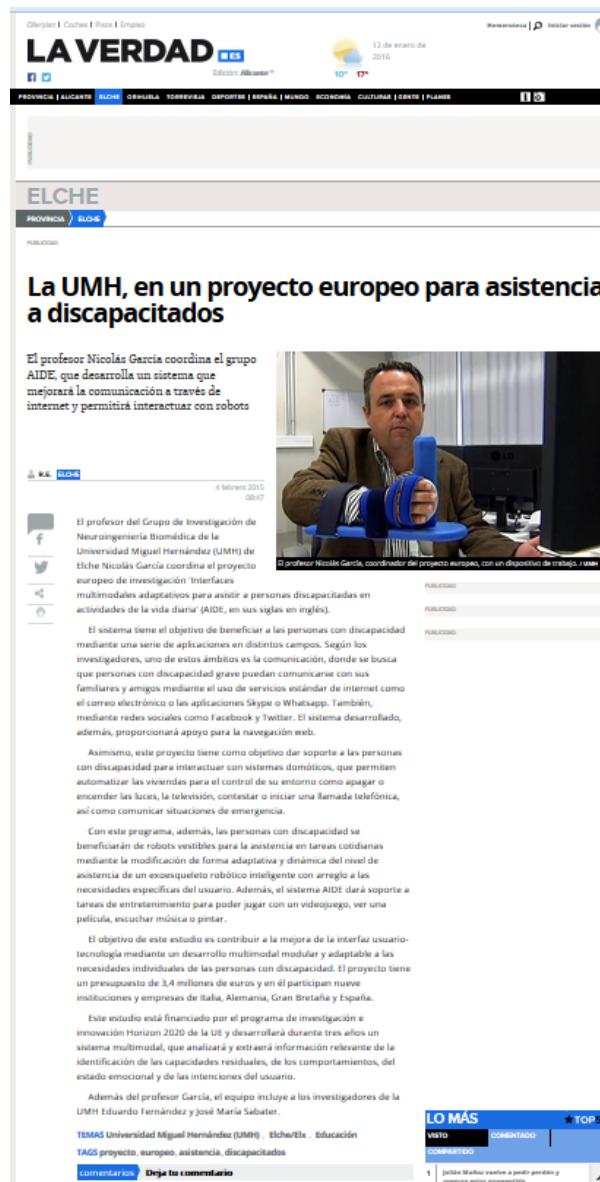 Oferplan | Coches | Pisos | Empleo
Hemeroteca | Iniciar sesión
LA VERDAD ES
12 de enero de
2016
Edición: Alicante
10° 17°
PROVINCIA | ALICANTE ELCHE ORIHUELA TORREVIEJA DEPORTES | ESPAÑA | MUNDO ECONOMÍA CULTURAS | GENTE | PLANES
PUBLICIDAD
ELCHE
PROVINCIA ELCHE
PUBLICIDAD
La UMH, en un proyecto europeo para asistencia
a discapacitados
El profesor Nicolás García coordina el grupo
AIDE, que desarrolla un sistema que
mejorará la comunicación a través de
internet y permitirá interactuar con robots
El profesor Nicolás García, coordinador del proyecto europeo, con un dispositivo de trabajo. / UMH
R.E. ELCHE
4 febrero 2015
08:47
El profesor del Grupo de Investigación de
Neuroingeniería Biomédica de la
Universidad Miguel Hernández (UMH) de
Elche Nicolás García coordina el proyecto
europeo de investigación 'Interfaces
multimodales adaptativos para asistir a personas discapacitadas en
actividades de la vida diaria' (AIDE, en sus siglas en inglés).
El sistema tiene el objetivo de beneficiar a las personas con discapacidad
mediante una serie de aplicaciones en distintos campos. Según los
investigadores, uno de estos ámbitos es la comunicación, donde se busca
que personas con discapacidad grave puedan comunicarse con sus
familiares y amigos mediante el uso de servicios estándar de internet como
el correo electrónico o las aplicaciones Skype o Whatsapp. También,
mediante redes sociales como Facebook y Twitter. El sistema desarrollado,
además, proporcionará apoyo para la navegación web.
Asimismo, este proyecto tiene como objetivo dar soporte a las personas
con discapacidad para interactuar con sistemas domóticos, que permiten
automatizar las viviendas para el control de su entorno como apagar o
encender las luces, la televisión, contestar o iniciar una llamada telefónica,
así como comunicar situaciones de emergencia.
Con este programa, además, las personas con discapacidad se
beneficiarán de robots vestibles para la asistencia en tareas cotidianas
mediante la modificación de forma adaptativa y dinámica del nivel de
asistencia de un exoesqueleto robótico inteligente con arreglo a las
necesidades específicas del usuario. Además, el sistema AIDE dará soporte a
tareas de entretenimiento para poder jugar con un videojuego, ver una
película, escuchar música o pintar.
El objetivo de este estudio es contribuir a la mejora de la interfaz usuario-
tecnología mediante un desarrollo multimodal modular y adaptable a las
necesidades individuales de las personas con discapacidad. El proyecto tiene
un presupuesto de 3,4 millones de euros y en él participan nueve
instituciones y empresas de Italia, Alemania, Gran Bretaña y España.
Este estudio está financiado por el programa de investigación e
innovación Horizon 2020 de la UE y desarrollará durante tres años un
sistema multimodal, que analizará y extraerá información relevante de la
identificación de las capacidades residuales, de los comportamientos, del
estado emocional y de las intenciones del usuario.
Además del profesor García, el equipo incluye a los investigadores de la
UMH Eduardo Fernández y José María Sabater.
TEMAS Universidad Miguel Hernández (UMH) , Elche/Elx , Educación
TAGS proyecto, europeo, asistencia, discapacitados
comentarios Deja tu comentario
PUBLICIDAD
PUBLICIDAD
PUBLICIDAD
LO MÁS
TOP
VISTO COMENTADO
COMPARTIDO
1 Julián Muñoz vuelve a pedir perdón y